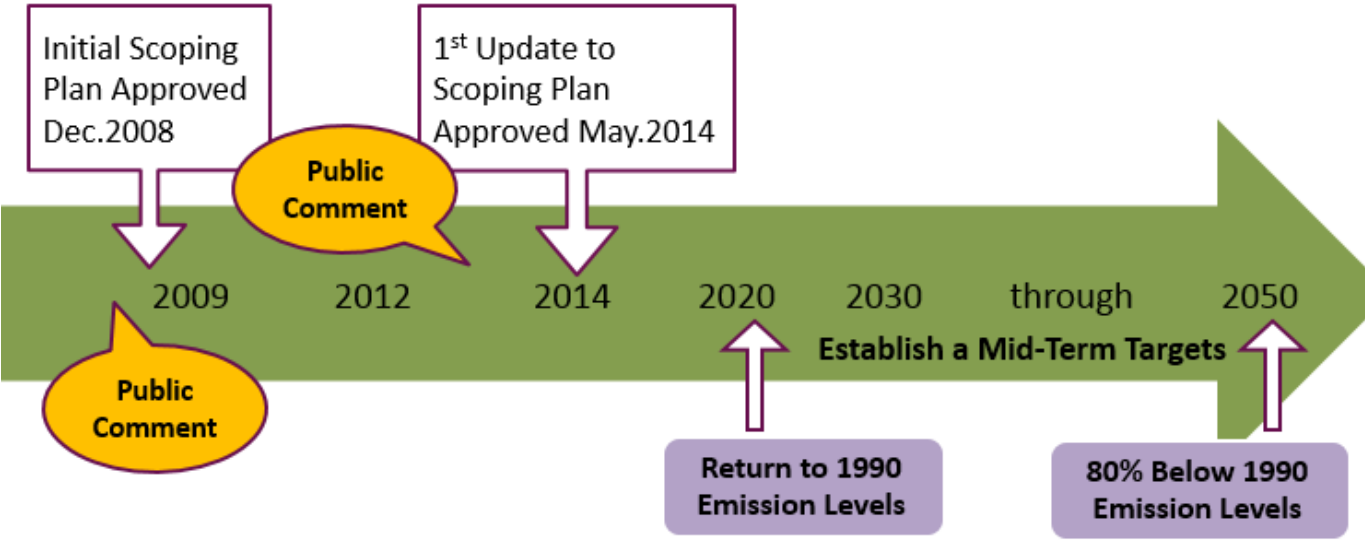 Initial Scoping
Plan Approved
Dec.2008
1st Update to
Scoping Plan
Approved May.2014
Public
Comment
2009 2012 2014 2020 2030 through 2050
Establish a Mid-Term Targets
Public
Comment
Return to 1990
Emission Levels
80% Below 1990
Emission Levels